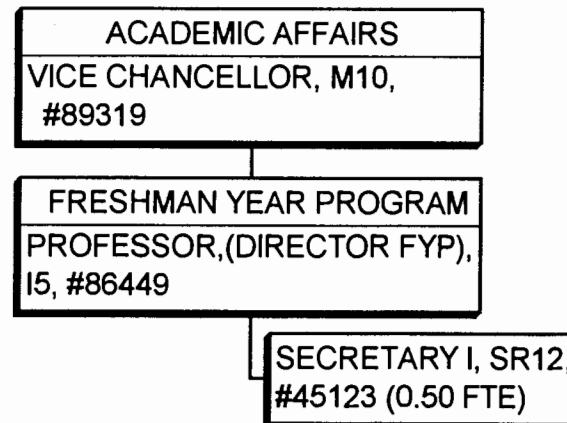 ACADEMIC AFFAIRS
VICE CHANCELLOR, M10,
#89319
FRESHMAN YEAR PROGRAM
PROFESSOR,(DIRECTOR FYP),
I5, #86449
SECRETARY I, SR12,
#45123 (0.50 FTE)